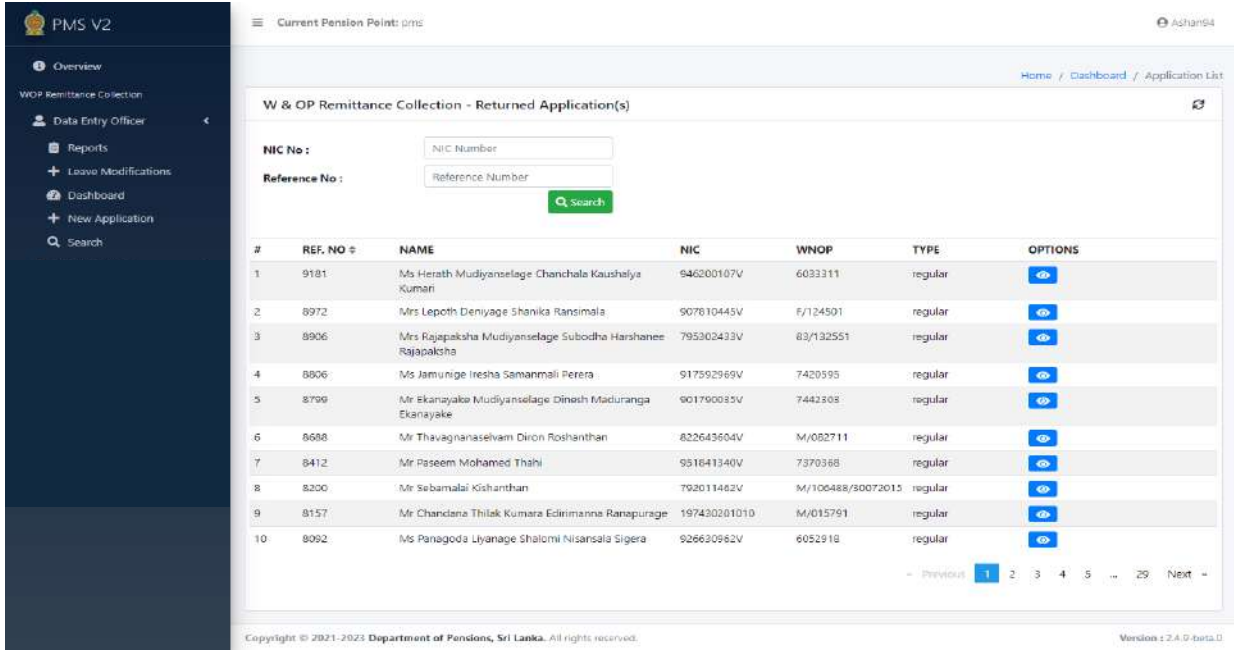 PMS V2
Current Pension Point: pms
Ashan94
Overview
Home / Dashboard / Application List
WOP Remittance Collection
W & OP Remittance Collection - Returned Application(s)
Data Entry Officer
Reports
NIC No :
NIC Number
Leave Modifications
Reference No :
Reference Number
Dashboard
Search
New Application
Search
# REF. NO NAME NIC WNOP TYPE OPTIONS
1 9181 Ms Herath Mudiyanselage Chanchala Kaushalya Kumari 946200107V 6033311 regular
2 8972 Mrs Lepoth Deniyage Shanika Ransimala 907810445V F/124501 regular
3 8906 Mrs Rajapaksha Mudiyanselage Subodha Harshanee Rajapaksha 795302433V 83/132551 regular
4 8806 Ms Jamunige Iresha Samanmali Perera 917592969V 7420595 regular
5 8799 Mr Ekanayake Mudiyanselage Dinesh Maduranga Ekanayake 901790035V 7442303 regular
6 8688 Mr Thavagnanaselvam Diron Roshanthan 822643604V M/082711 regular
7 8412 Mr Paseem Mohamed Thahi 951841340V 7370368 regular
8 8200 Mr Sebamalai Kishanthan 792011462V M/106488/30072015 regular
9 8157 Mr Chandana Thilak Kumara Edirimanna Ranapurage 197430201010 M/015791 regular
10 8092 Ms Panagoda Liyanage Shalomi Nisansala Sigera 926630962V 6052918 regular
« Previous 1 2 3 4 5 ... 29 Next »
Copyright © 2021-2023 Department of Pensions, Sri Lanka. All rights reserved.
Version : 2.4.0-beta.0